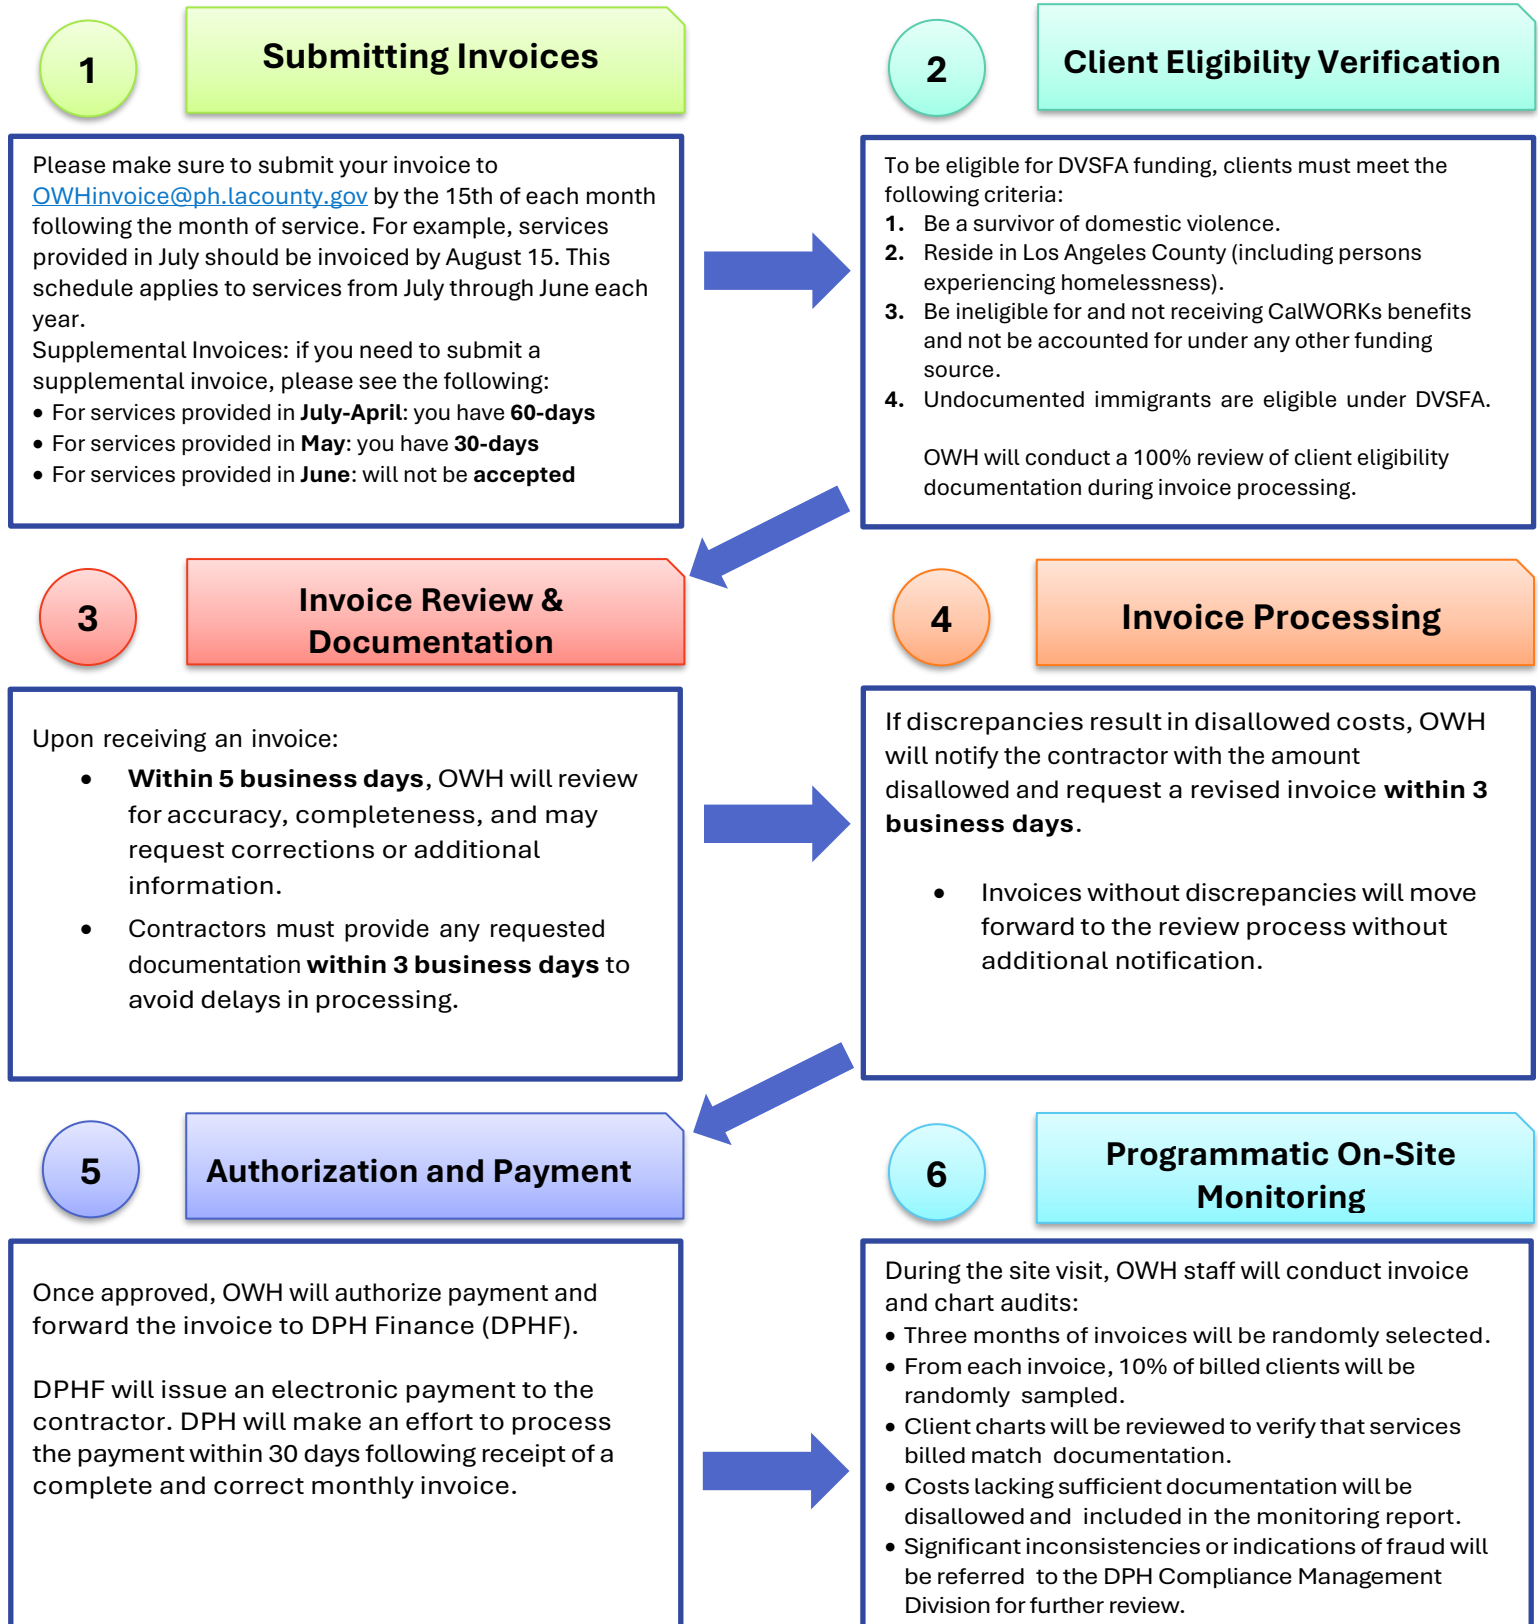 1
Submitting Invoices
Please make sure to submit your invoice to
OWHinvoice@ph.lacounty.gov by the 15th of each month
following the month of service. For example, services
provided in July should be invoiced by August 15. This
schedule applies to services from July through June each
year.
Supplemental Invoices: if you need to submit a
supplemental invoice, please see the following:
• For services provided in July-April: you have 60-days
• For services provided in May: you have 30-days
• For services provided in June: will not be accepted
2
Client Eligibility Verification
To be eligible for DVSFA funding, clients must meet the
following criteria:
1. Be a survivor of domestic violence.
2. Reside in Los Angeles County (including persons
experiencing homelessness).
3. Be ineligible for and not receiving CalWORKs benefits
and not be accounted for under any other funding
source.
4. Undocumented immigrants are eligible under DVSFA.
OWH will conduct a 100% review of client eligibility
documentation during invoice processing.
3
Invoice Review &
Documentation
Upon receiving an invoice:
• Within 5 business days, OWH will review
for accuracy, completeness, and may
request corrections or additional
information.
• Contractors must provide any requested
documentation within 3 business days to
avoid delays in processing.
4
Invoice Processing
If discrepancies result in disallowed costs, OWH
will notify the contractor with the amount
disallowed and request a revised invoice within 3
business days.
• Invoices without discrepancies will move
forward to the review process without
additional notification.
5
Authorization and Payment
Once approved, OWH will authorize payment and
forward the invoice to DPH Finance (DPHF).
DPHF will issue an electronic payment to the
contractor. DPH will make an effort to process
the payment within 30 days following receipt of a
complete and correct monthly invoice.
6
Programmatic On-Site
Monitoring
During the site visit, OWH staff will conduct invoice
and chart audits:
• Three months of invoices will be randomly selected.
• From each invoice, 10% of billed clients will be
randomly sampled.
• Client charts will be reviewed to verify that services
billed match documentation.
• Costs lacking sufficient documentation will be
disallowed and included in the monitoring report.
• Significant inconsistencies or indications of fraud will
be referred to the DPH Compliance Management
Division for further review.